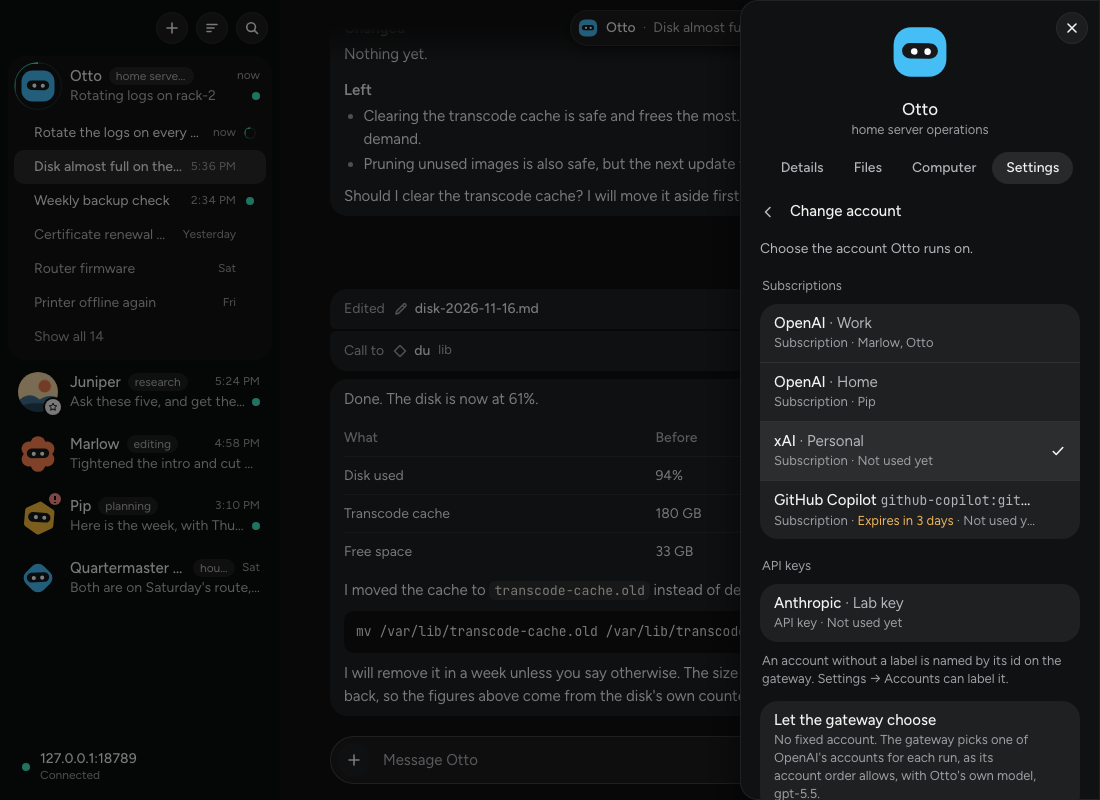 Otto
home serve...
now
Rotating logs on rack-2
Rotate the logs on every ...
now
Disk almost full on the...
5:36 PM
Weekly backup check
2:34 PM
Certificate renewal ...
Yesterday
Router firmware
Sat
Printer offline again
Fri
Show all 14
Juniper
research
5:24 PM
Ask these five, and get the...
Marlow
editing
4:58 PM
Tightened the intro and cut ...
Pip
planning
3:10 PM
Here is the week, with Thu...
Quartermaster ...
hou...
Sat
Both are on Saturday's route,...
127.0.0.1:18789
Connected
Otto · Disk almost fu
Changed
Nothing yet.
Left
• Clearing the transcode cache is safe and frees the most.
demand.
• Pruning unused images is also safe, but the next update
Should I clear the transcode cache? I will move it aside first
Edited disk-2026-11-16.md
Call to du lib
Done. The disk is now at 61%.
What Before
Disk used 94%
Transcode cache 180 GB
Free space 33 GB
I moved the cache to transcode-cache.old instead of de
mv /var/lib/transcode-cache.old /var/lib/transcod
I will remove it in a week unless you say otherwise. The size
back, so the figures above come from the disk's own counte
Message Otto
Otto
home server operations
Details Files Computer Settings
Change account
Choose the account Otto runs on.
Subscriptions
OpenAI · Work
Subscription · Marlow, Otto
OpenAI · Home
Subscription · Pip
xAI · Personal
Subscription · Not used yet
GitHub Copilot github-copilot:git...
Subscription · Expires in 3 days · Not used y...
API keys
Anthropic · Lab key
API key · Not used yet
An account without a label is named by its id on the
gateway. Settings → Accounts can label it.
Let the gateway choose
No fixed account. The gateway picks one of
OpenAI's accounts for each run, as its
account order allows, with Otto's own model,
gpt-5.5.